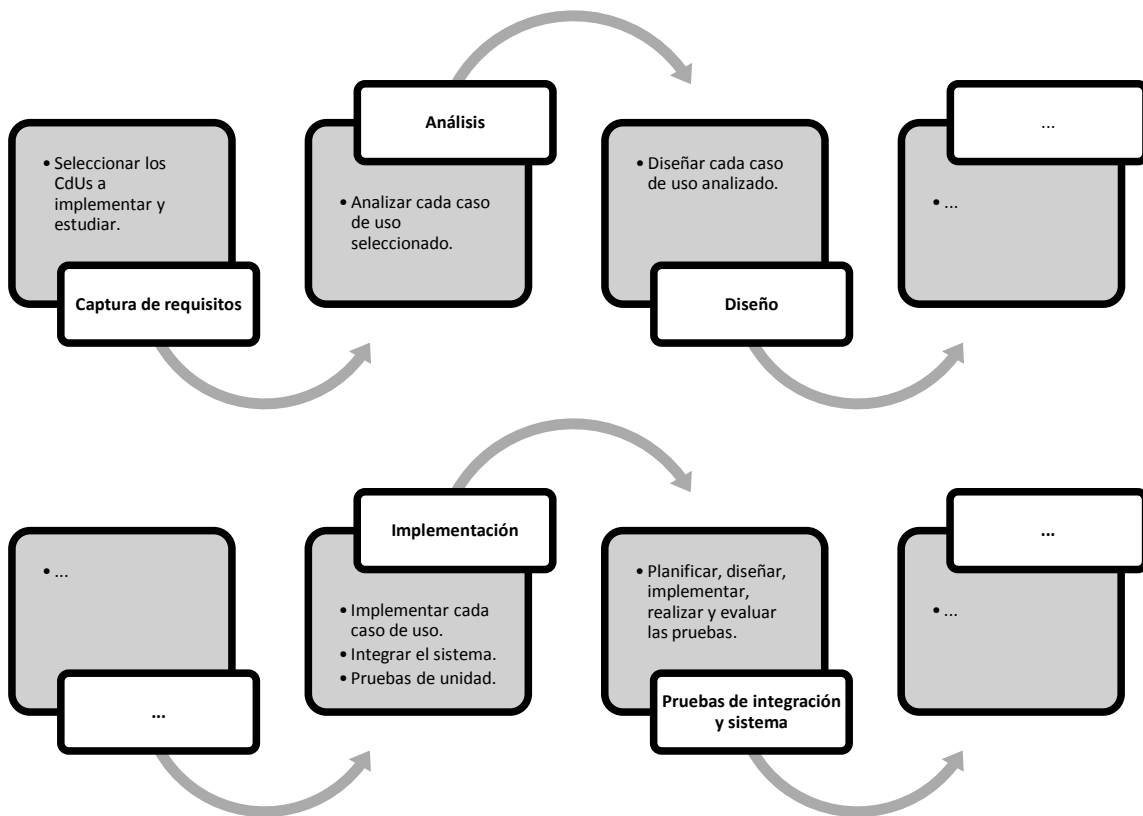 • Seleccionar los
CdUs a
implementar y
estudiar.
Captura de requisitos
Análisis
• Analizar cada caso
de uso
seleccionado.
• Diseñar cada caso
de uso analizado.
Diseño
...
• ...
• ...
...
Implementación
• Implementar cada
caso de uso.
• Integrar el sistema.
• Pruebas de unidad.
• Planificar, diseñar,
implementar,
realizar y evaluar
las pruebas.
Pruebas de integración
y sistema
...
• ...